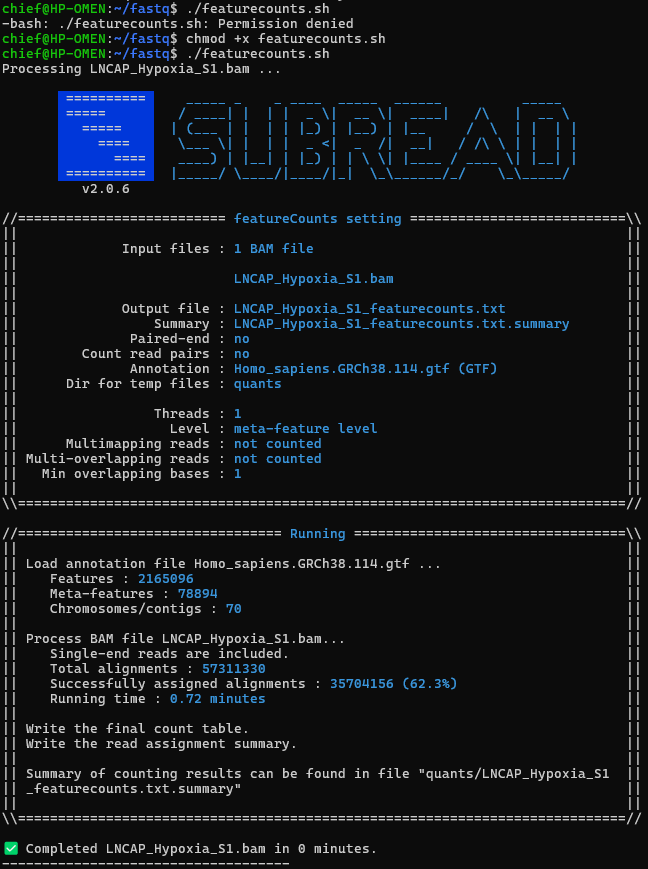 chief@HP-OMEN:~/fastq$ ./featurecounts.sh
-bash: ./featurecounts.sh: Permission denied
chief@HP-OMEN:~/fastq$ chmod +x featurecounts.sh
chief@HP-OMEN:~/fastq$ ./featurecounts.sh
Processing LNCAP_Hypoxia_S1.bam ...
SUBREAD
v2.0.6
//========================== featureCounts setting ===========================\\
|| Input files : 1 BAM file ||
|| LNCAP_Hypoxia_S1.bam ||
|| Output file : LNCAP_Hypoxia_S1_featurecounts.txt ||
|| Summary : LNCAP_Hypoxia_S1_featurecounts.txt.summary ||
|| Paired-end : no ||
|| Count read pairs : no ||
|| Annotation : Homo_sapiens.GRCh38.114.gtf (GTF) ||
|| Dir for temp files : quants ||
|| Threads : 1 ||
|| Level : meta-feature level ||
|| Multimapping reads : not counted ||
|| Multi-overlapping reads : not counted ||
|| Min overlapping bases : 1 ||
\\============================================================================//
//================================= Running ==================================\\
|| Load annotation file Homo_sapiens.GRCh38.114.gtf ... ||
|| Features : 2165096 ||
|| Meta-features : 78894 ||
|| Chromosomes/contigs : 70 ||
|| Process BAM file LNCAP_Hypoxia_S1.bam... ||
|| Single-end reads are included. ||
|| Total alignments : 57311330 ||
|| Successfully assigned alignments : 35704156 (62.3%) ||
|| Running time : 0.72 minutes ||
|| Write the final count table. ||
|| Write the read assignment summary. ||
|| Summary of counting results can be found in file "quants/LNCAP_Hypoxia_S1 ||
|| _featurecounts.txt.summary" ||
\\============================================================================//
✅ Completed LNCAP_Hypoxia_S1.bam in 0 minutes.
------------------------------------